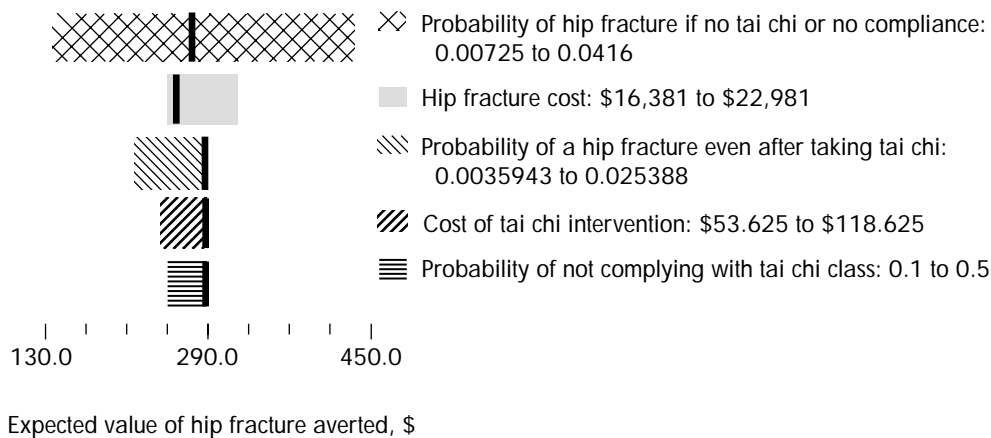 Probability of hip fracture if no tai chi or no compliance:
0.00725 to 0.0416
Hip fracture cost: $16,381 to $22,981
Probability of a hip fracture even after taking tai chi:
0.0035943 to 0.025388
Cost of tai chi intervention: $53.625 to $118.625
Probability of not complying with tai chi class: 0.1 to 0.5
130.0 290.0 450.0
Expected value of hip fracture averted, $